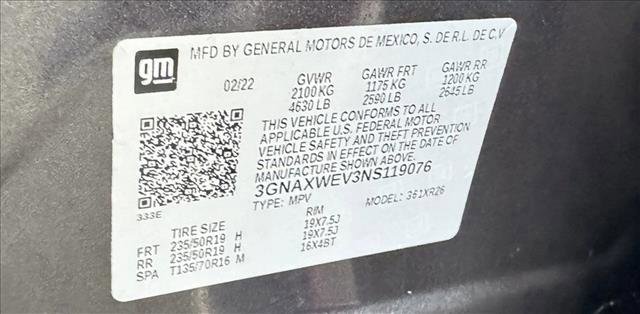 gm
MFD BY GENERAL MOTORS DE MEXICO, S. DE R.L. DE C.V
02/22 GVWR GAWR FRT GAWR RR
2100 KG 1175 KG 1200 KG
4630 LB 2590 LB 2645 LB
THIS VEHICLE CONFORMS TO ALL
APPLICABLE U.S. FEDERAL MOTOR
VEHICLE SAFETY AND THEFT PREVENTION
STANDARDS IN EFFECT ON THE DATE OF
MANUFACTURE SHOWN ABOVE.
3GNAXWEV3NS119076
TYPE: MPV MODEL: 361XR26
333E
TIRE SIZE RIM
FRT 235/50R19 H 19X7.5J
RR 235/50R19 H 19X7.5J
SPA T135/70R16 M 16X4BT